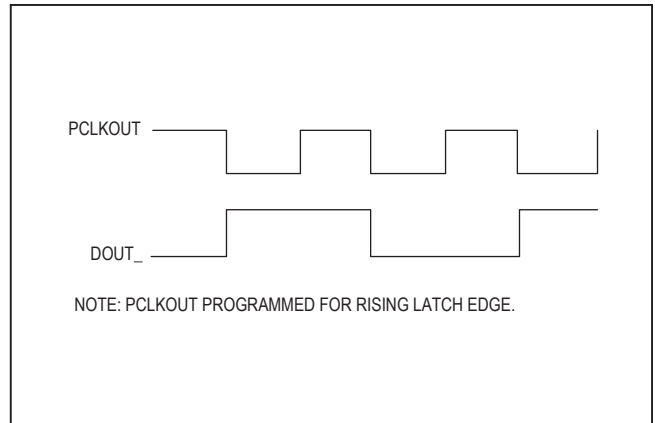 PCLKOUT
DOUT_
NOTE: PCLKOUT PROGRAMMED FOR RISING LATCH EDGE.